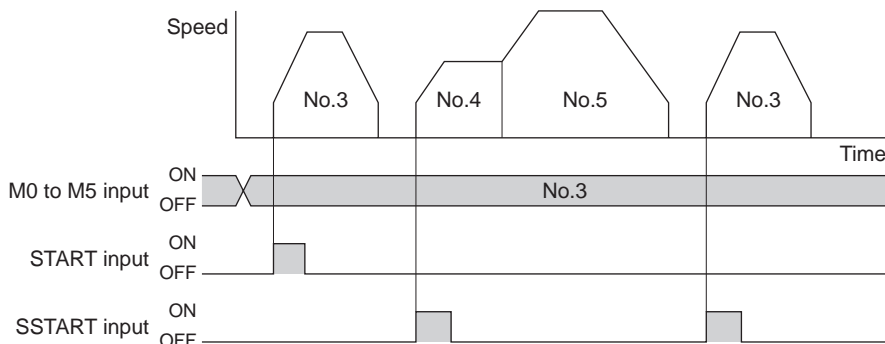 Speed
No.3
No.4
No.5
No.3
Time
M0 to M5 input
ON
OFF
No.3
START input
ON
OFF
SSTART input
ON
OFF